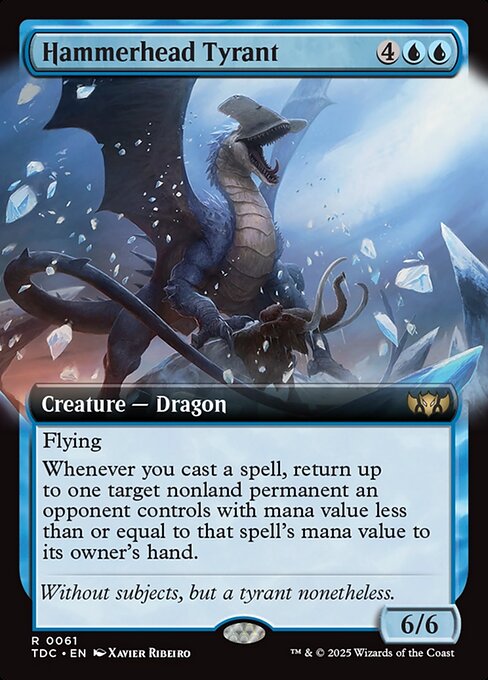 Hammerhead Tyrant 4
Creature — Dragon
Flying
Whenever you cast a spell, return up
to one target nonland permanent an
opponent controls with mana value less
than or equal to that spell's mana value to
its owner's hand.
Without subjects, but a tyrant nonetheless.
6/6
R 0061
TDC • EN Xavier Ribeiro ™ & © 2025 Wizards of the Coast